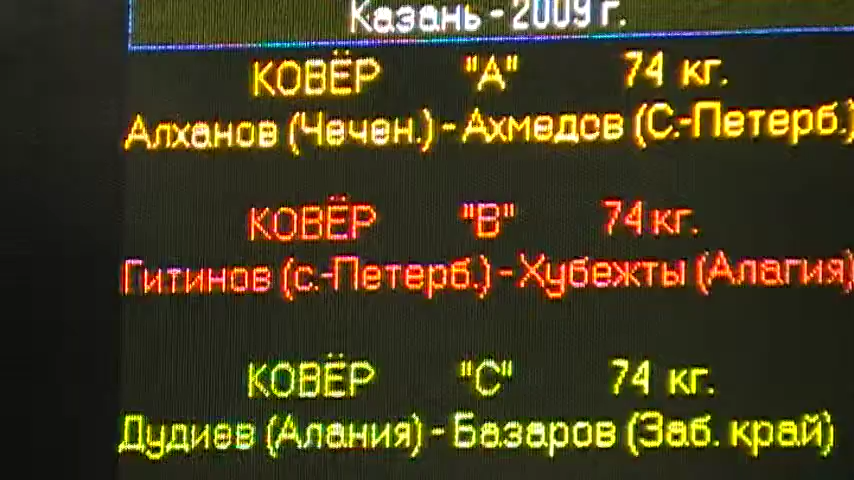 Казань - 2009 г.
КОВЁР "А" 74 кг.
Алханов (Чечен.) - Ахмедов (С.-Петерб.)
КОВЁР "В" 74 кг.
Гитинов (с.-Петерб.) - Хубежты (Алагия)
КОВЁР "С" 74 кг.
Дудиев (Алания) - Базаров (Заб. край)